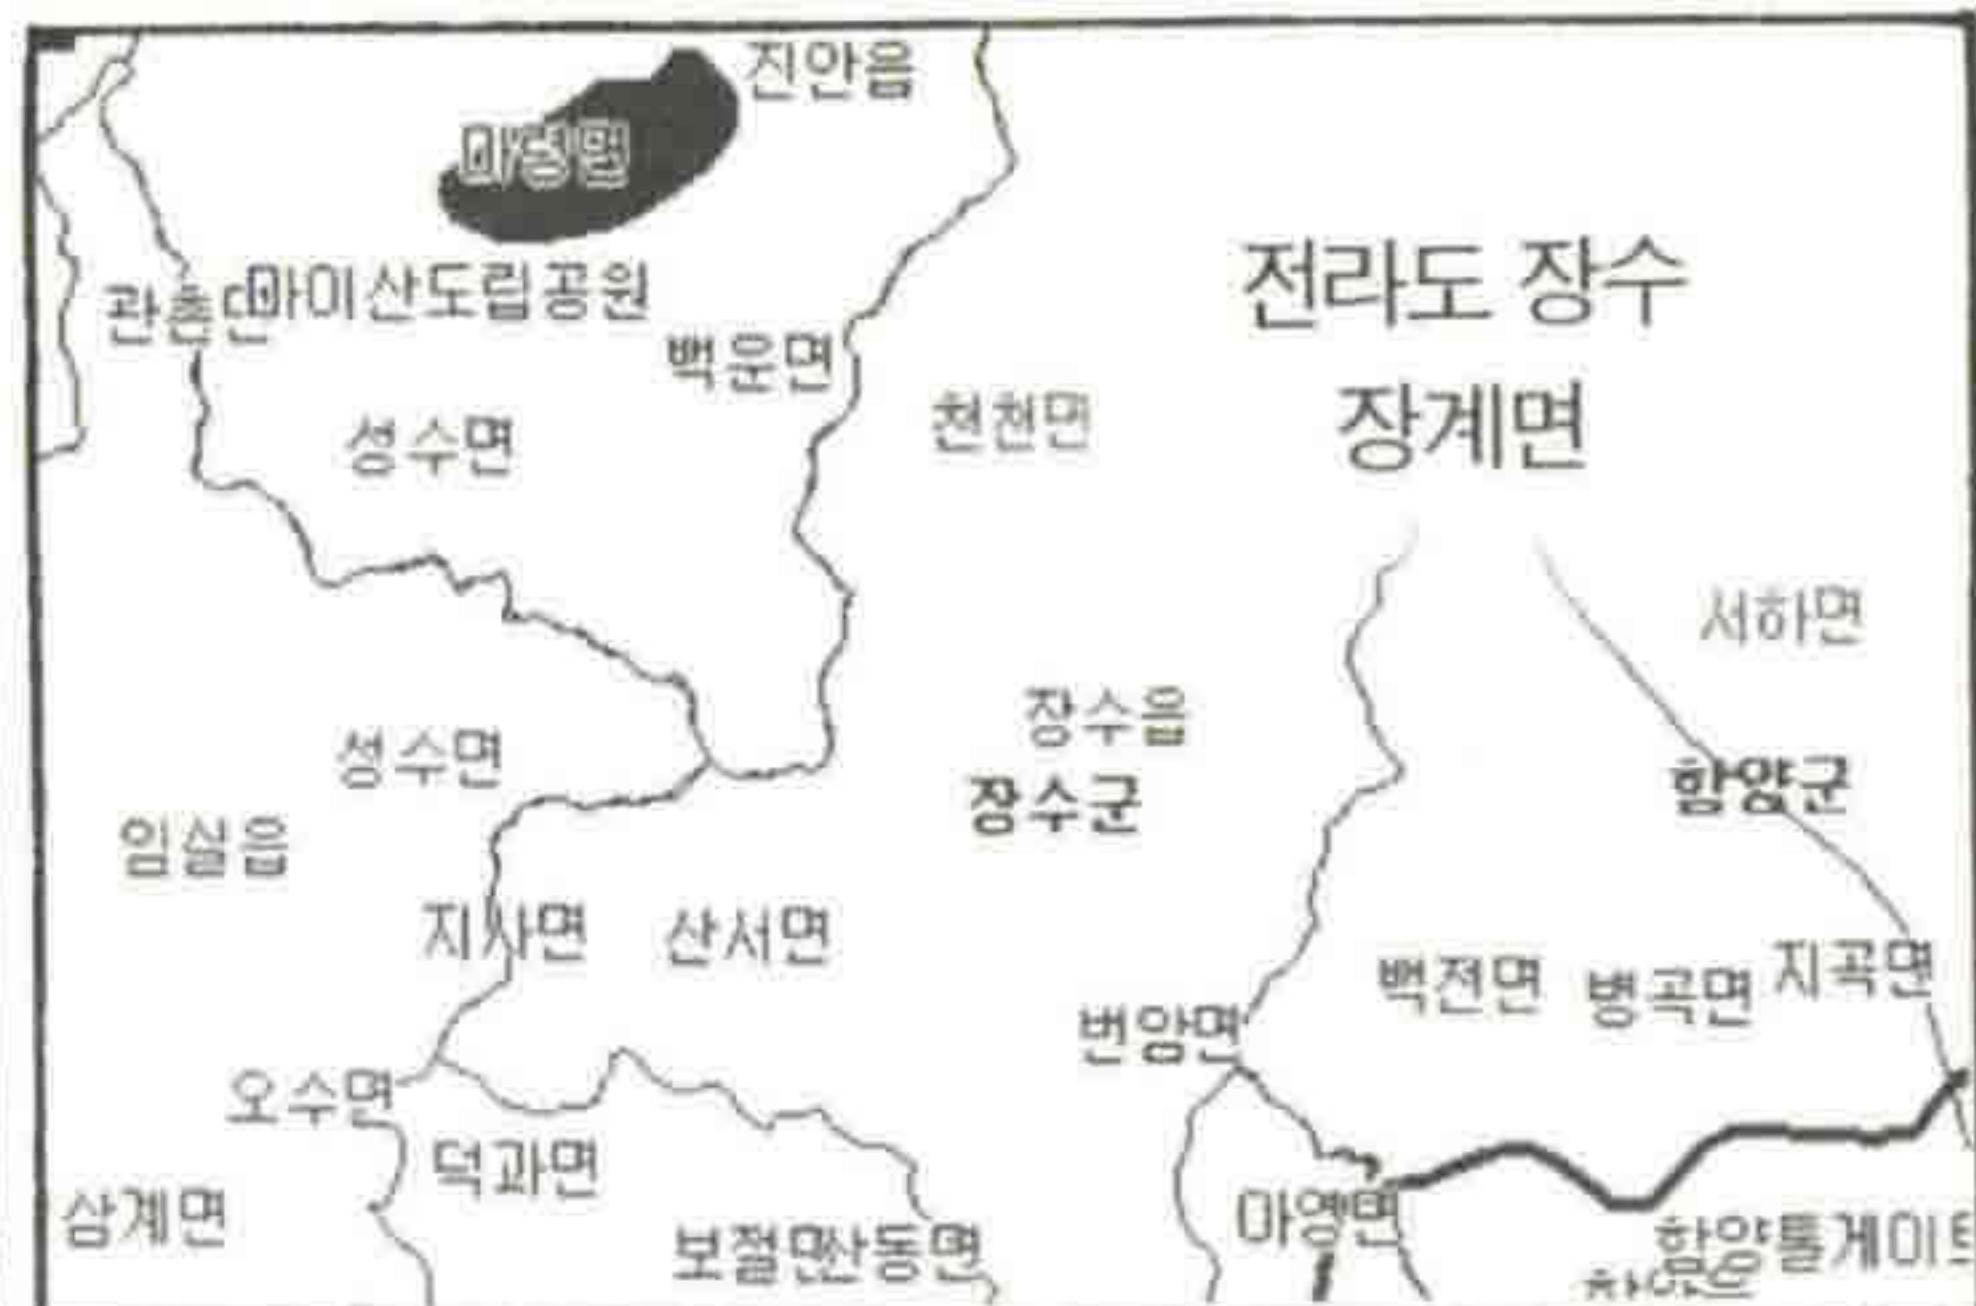 진안읍
마령면
마이산도립공원
백운면
전라도 장수
장계면
천천면
성수면
서하면
장수읍
성수면
장수군
함양군
임실읍
지사면
산서면
백전면
병곡면
지곡면
번암면
오수면
덕과면
삼계면
보절면
산동면
아영면
함양톨게이트